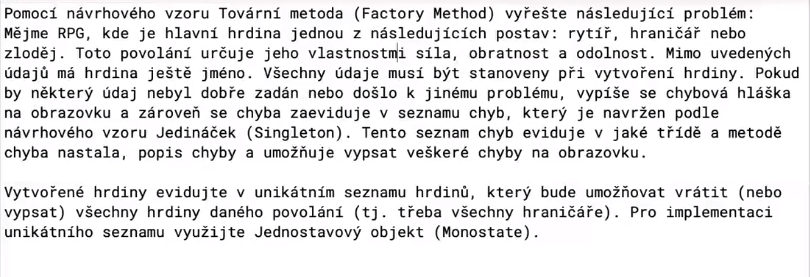 Pomocí návrhového vzoru Tovární metoda (Factory Method) vyřešte následující problém:
Mějme RPG, kde je hlavní hrdina jednou z následujících postav: rytíř, hraničář nebo
zloděj. Toto povolání určuje jeho vlastnostmi síla, obratnost a odolnost. Mimo uvedených
údajů má hrdina ještě jméno. Všechny údaje musí být stanoveny při vytvoření hrdiny. Pokud
by některý údaj nebyl dobře zadán nebo došlo k jinému problému, vypíše se chybová hláška
na obrazovku a zároveň se chyba zaeviduje v seznamu chyb, který je navržen podle
návrhového vzoru Jedináček (Singleton). Tento seznam chyb eviduje v jaké třídě a metodě
chyba nastala, popis chyby a umožňuje vypsat veškeré chyby na obrazovku.
Vytvořené hrdiny evidujte v unikátním seznamu hrdinů, který bude umožňovat vrátit (nebo
vypsat) všechny hrdiny daného povolání (tj. třeba všechny hraničáře). Pro implementaci
unikátního seznamu využijte Jednostavový objekt (Monostate).